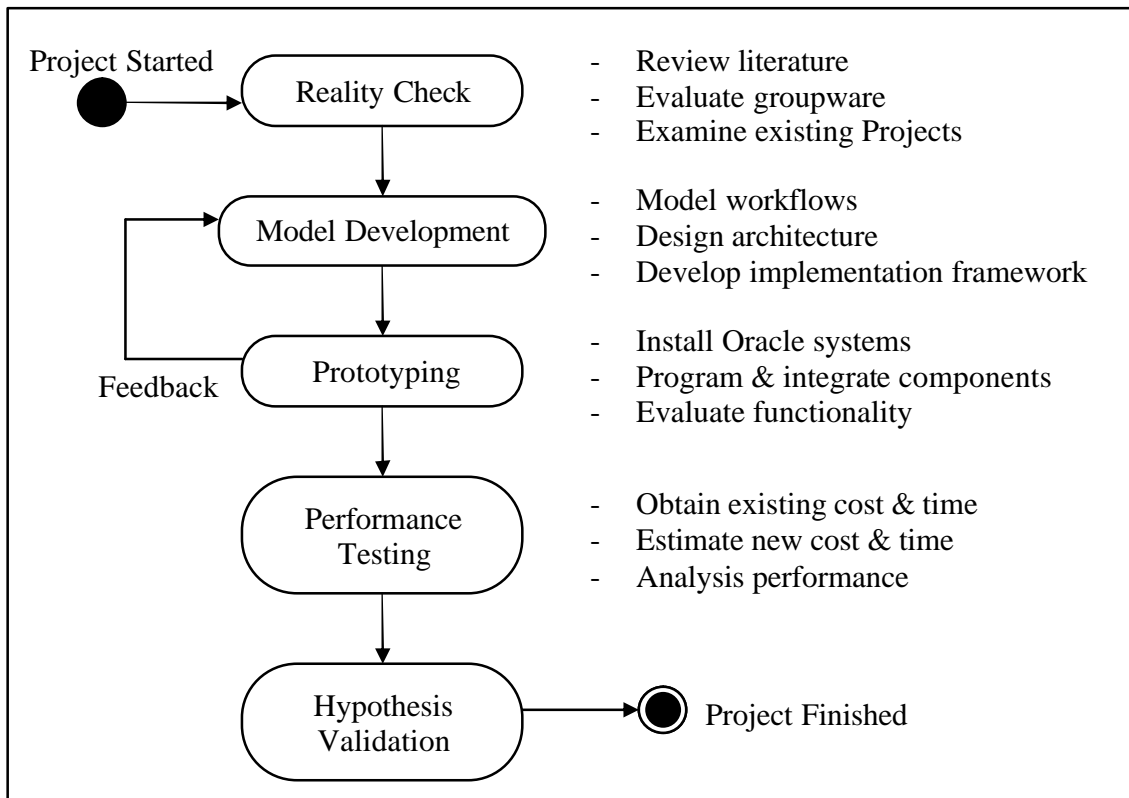 Project Started
Reality Check
- Review literature
- Evaluate groupware
- Examine existing Projects
Model Development
- Model workflows
- Design architecture
- Develop implementation framework
Feedback
Prototyping
- Install Oracle systems
- Program & integrate components
- Evaluate functionality
Performance
Testing
- Obtain existing cost & time
- Estimate new cost & time
- Analysis performance
Hypothesis
Validation
Project Finished